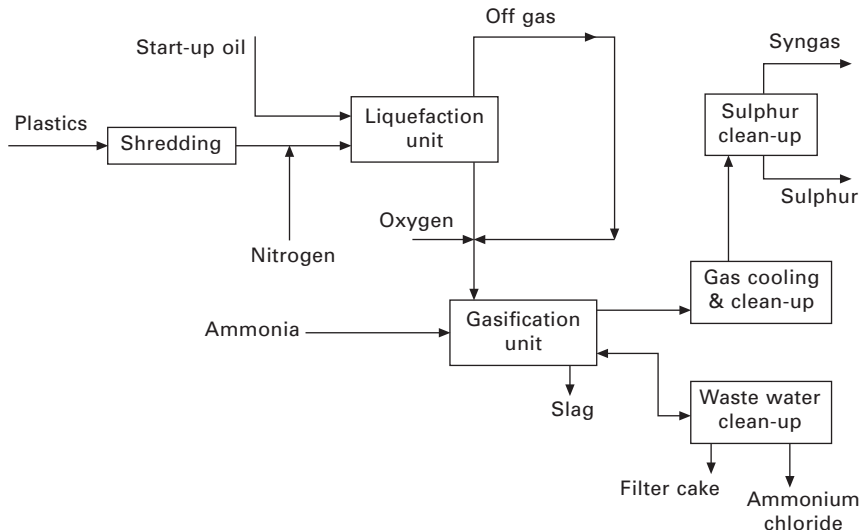 Off gas
Syngas
Start-up oil
Plastics
Shredding
Liquefaction
unit
Sulphur
clean-up
Sulphur
Oxygen
Nitrogen
Gas cooling
& clean-up
Ammonia
Gasification
unit
Slag
Waste water
clean-up
Filter cake
Ammonium
chloride